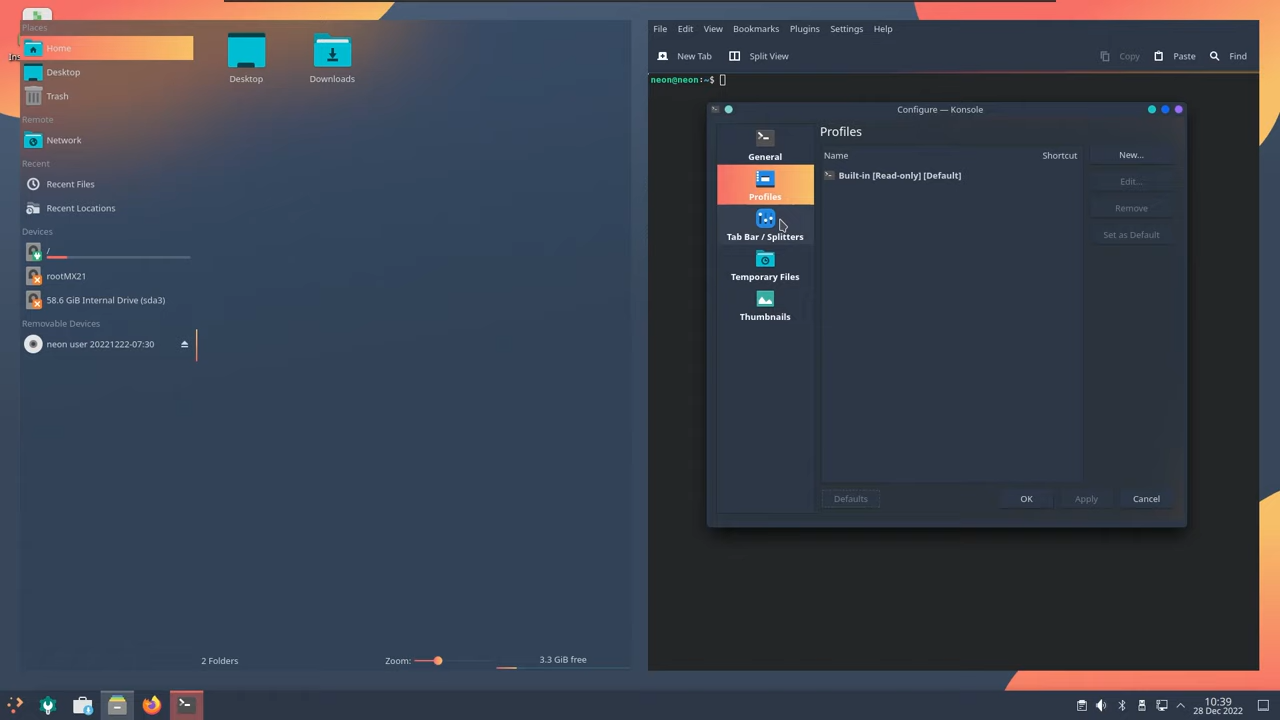 Places
Home
Desktop
Trash
Remote
Network
Recent
Recent Files
Recent Locations
Devices
/
rootMX21
58.6 GiB Internal Drive (sda3)
Removable Devices
neon user 20221222-07:30
Desktop
Downloads
2 Folders
Zoom:
3.3 GiB free
File Edit View Bookmarks Plugins Settings Help
New Tab Split View Copy Paste Find
neon@neon:~$
Configure — Konsole
General
Profiles
Tab Bar / Splitters
Temporary Files
Thumbnails
Profiles
Name Shortcut
Built-in [Read-only] [Default]
New...
Edit...
Remove
Set as Default
Defaults
OK
Apply
Cancel
10:39
28 Dec 2022